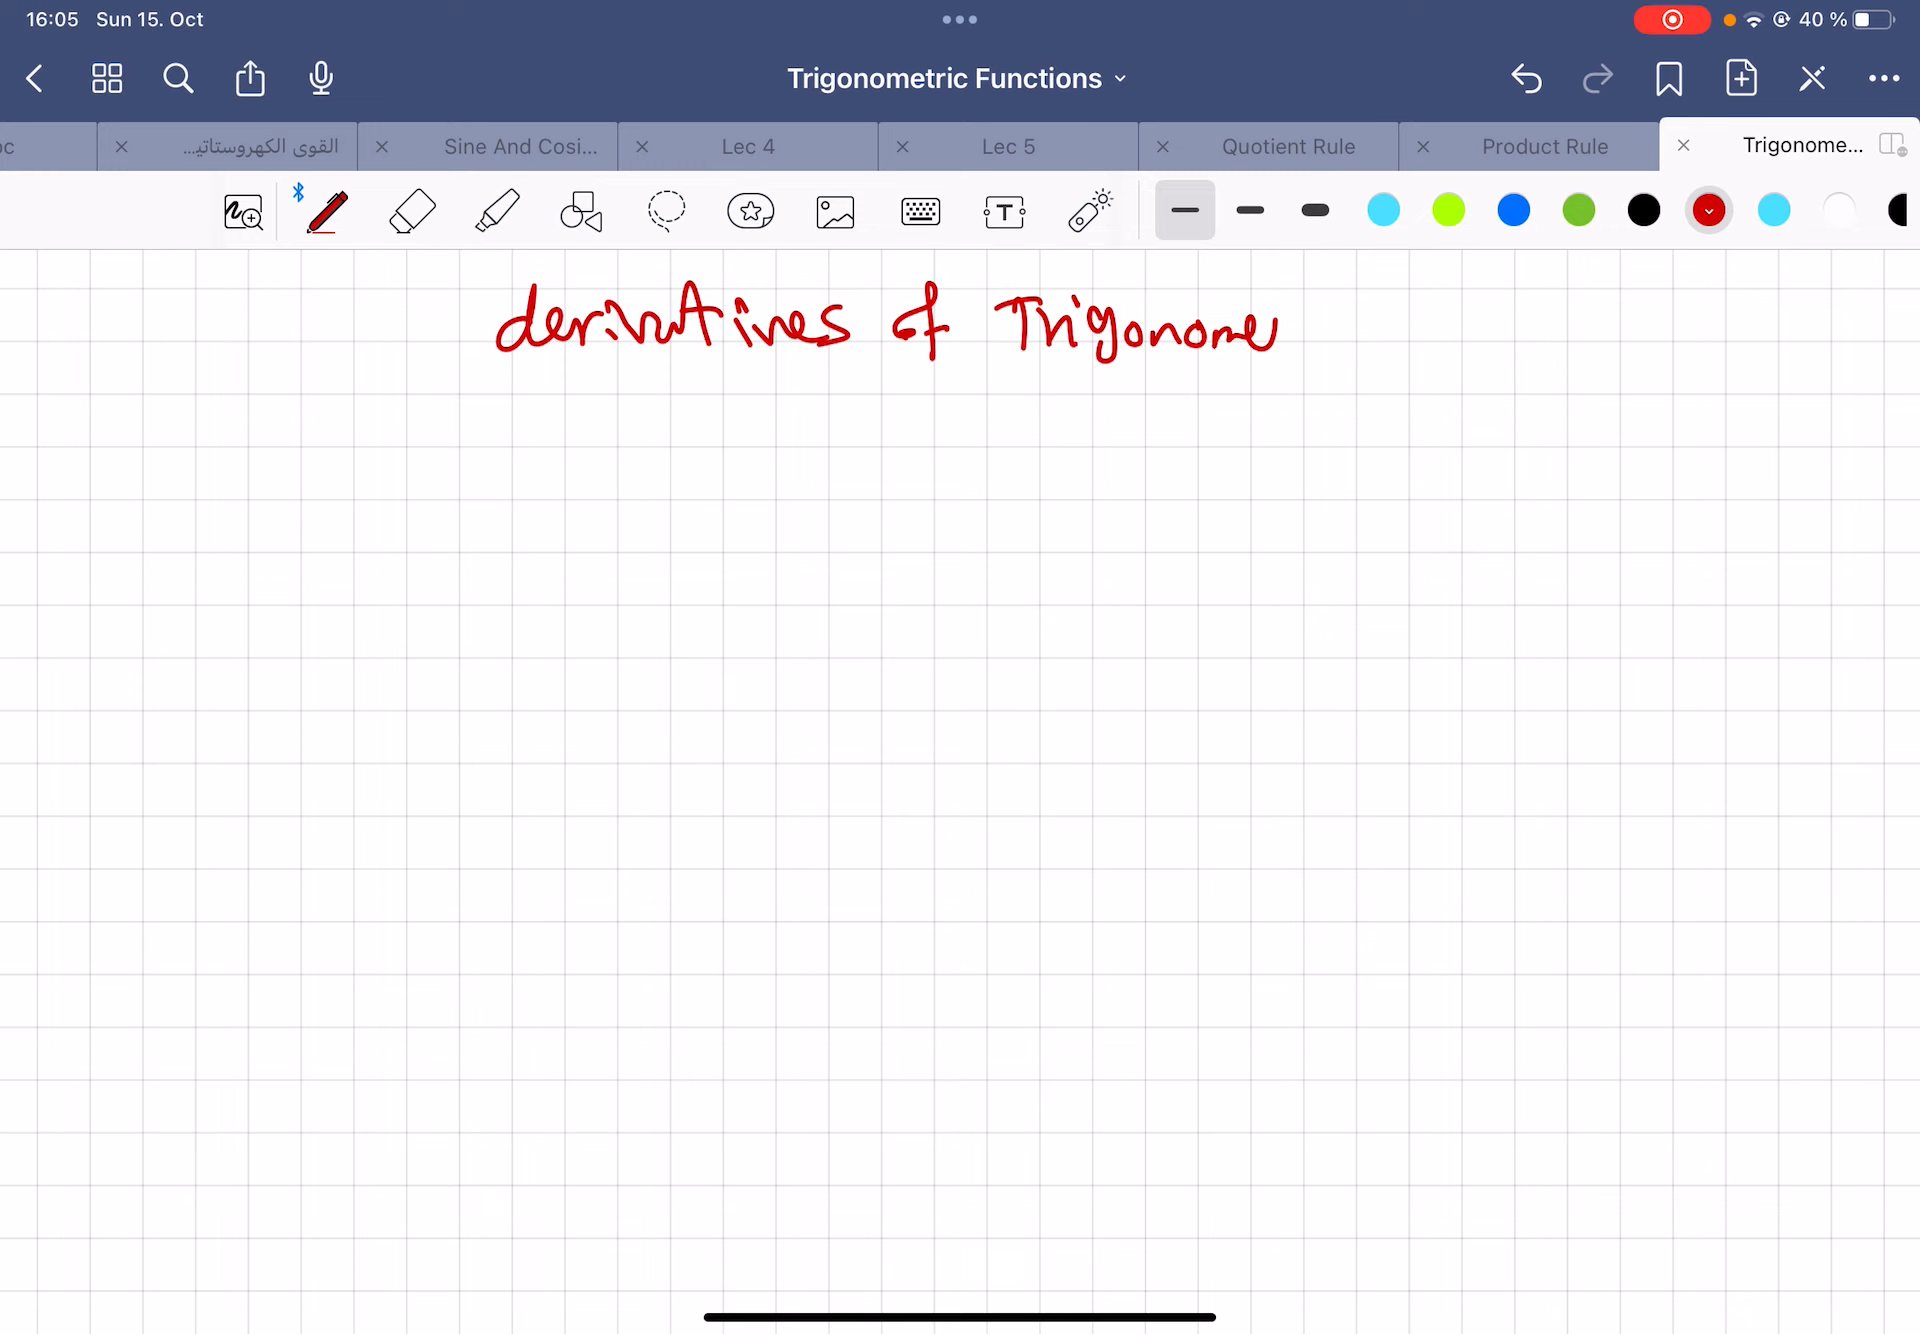 16:05 Sun 15. Oct 40 %
Trigonometric Functions
القوى الكهروستاتي... Sine And Cosi... Lec 4 Lec 5 Quotient Rule Product Rule Trigonome...
T
derivatives of Trigonome